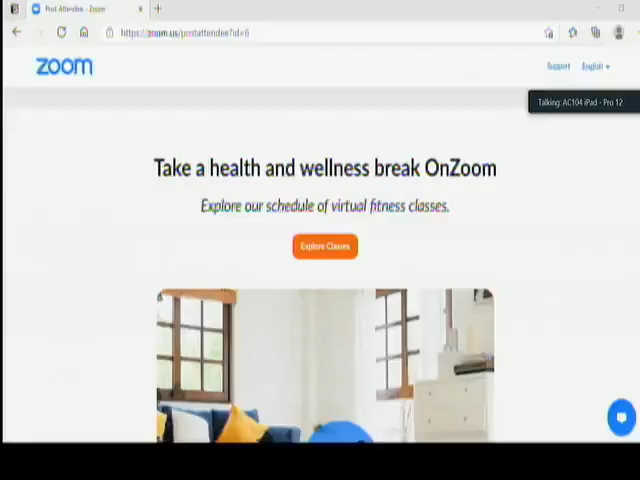 Post Attendee - Zoom
https://zoom.us/postattendee?id=6
zoom
Support
English
Talking: AC104 iPad - Pro 12
Take a health and wellness break OnZoom
Explore our schedule of virtual fitness classes.
Explore Classes